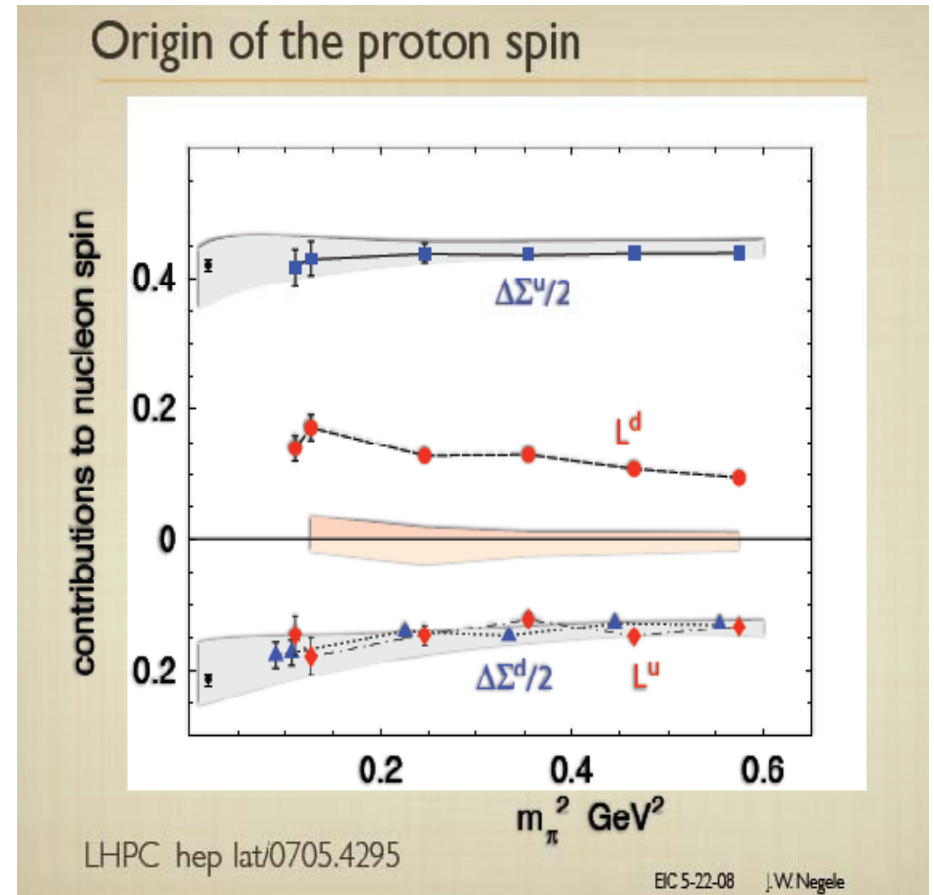 Origin of the proton spin
contributions to nucleon spin
0.4
ΔΣᵘ/2
0.2
Lᵈ
0
0.2
ΔΣᵈ/2
Lᵘ
0.2 0.4 0.6
m_π² GeV²
LHPC hep lat/0705.4295
EIC 5-22-08 J.W.Negele